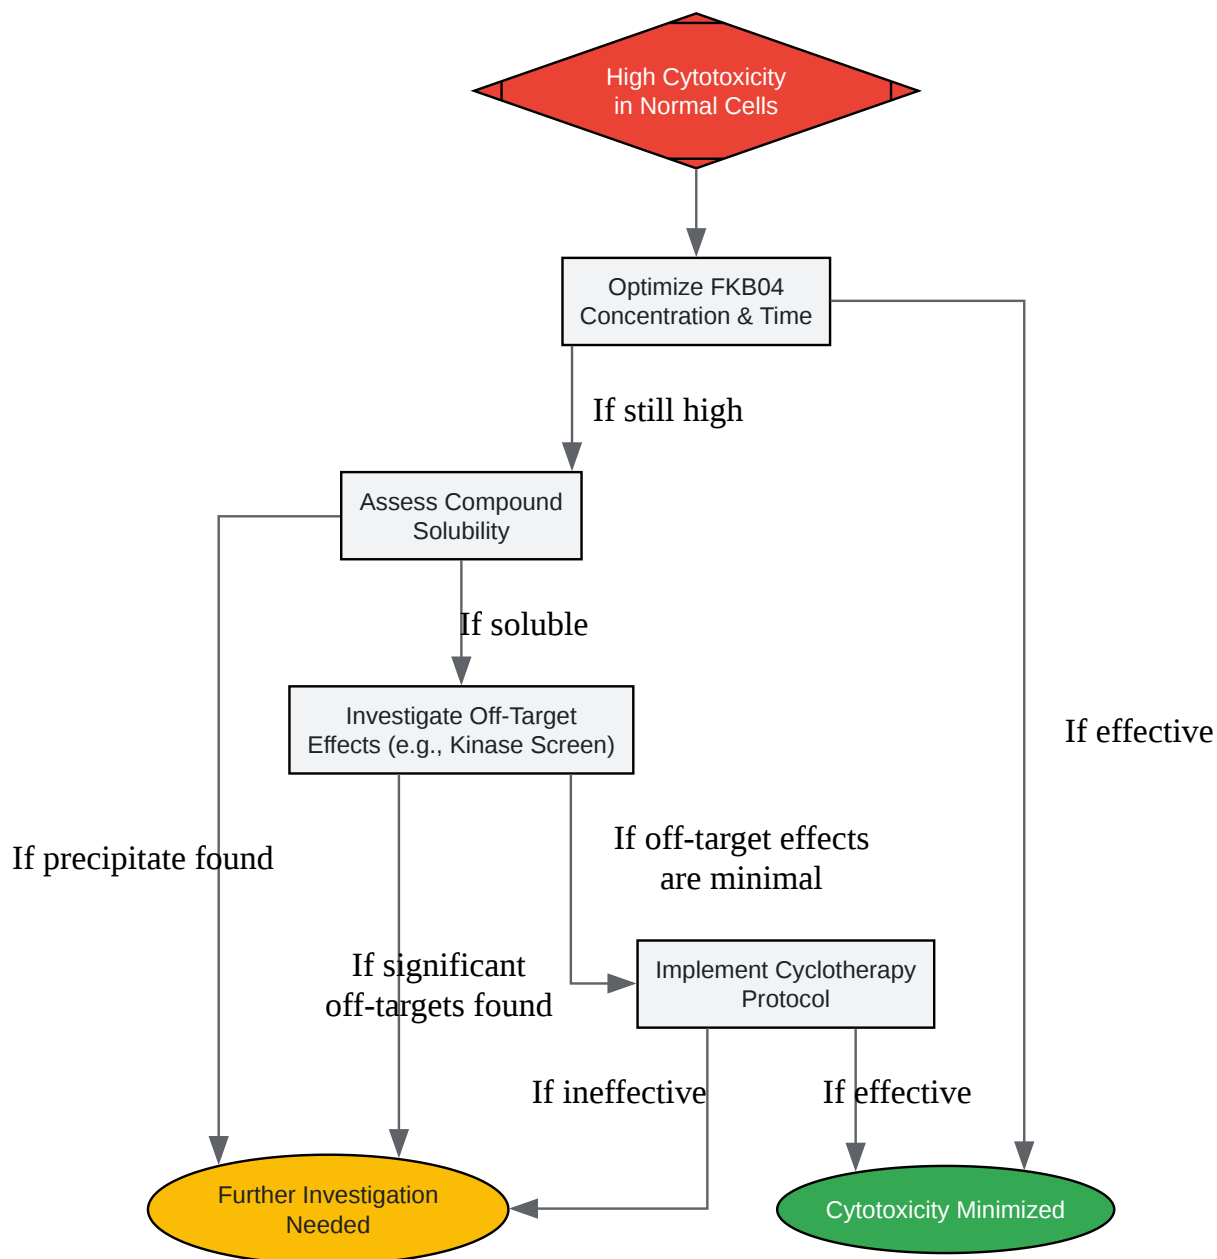 High Cytotoxicity
in Normal Cells
Optimize FKB04
Concentration & Time
If still high
Assess Compound
Solubility
If soluble
Investigate Off-Target
Effects (e.g., Kinase Screen)
If effective
If precipitate found
If off-target effects
are minimal
If significant
off-targets found
Implement Cyclotherapy
Protocol
If ineffective
If effective
Further Investigation
Needed
Cytotoxicity Minimized